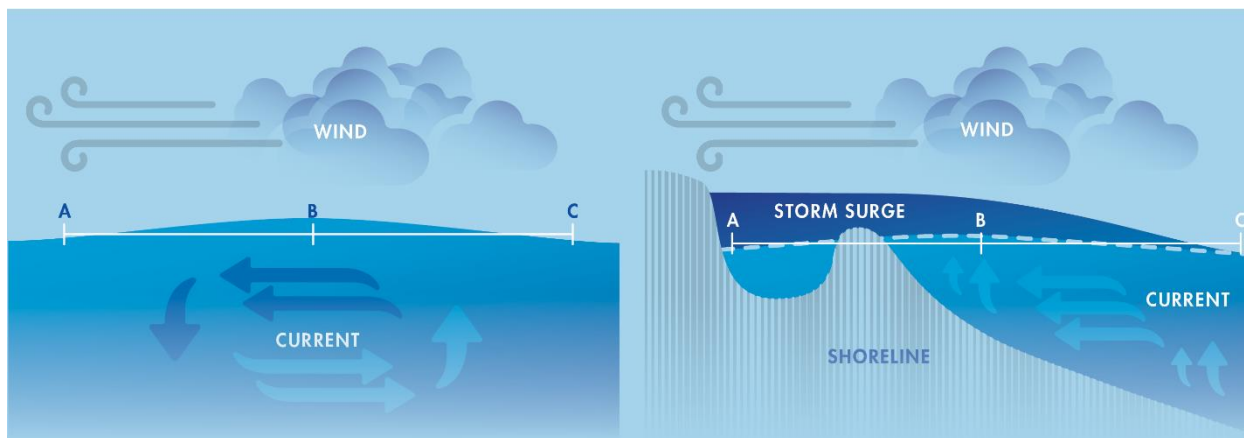 WIND
A
B
C
CURRENT
WIND
STORM SURGE
A
B
C
CURRENT
SHORELINE